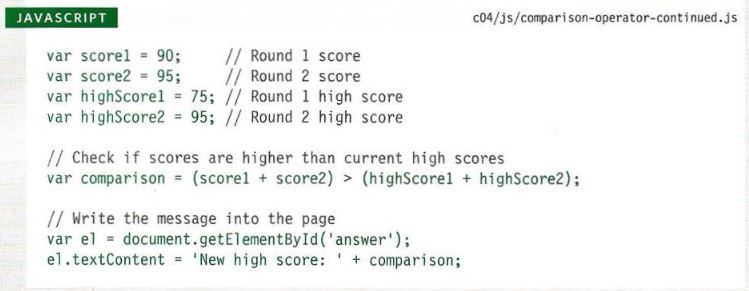 JAVASCRIPT
c04/js/comparison-operator-continued.js
var score1 = 90;      // Round 1 score
var score2 = 95;      // Round 2 score
var highScore1 = 75; // Round 1 high score
var highScore2 = 95; // Round 2 high score
// Check if scores are higher than current high scores
var comparison = (score1 + score2) > (highScore1 + highScore2);
// Write the message into the page
var el = document.getElementById('answer');
el.textContent = 'New high score: ' + comparison;